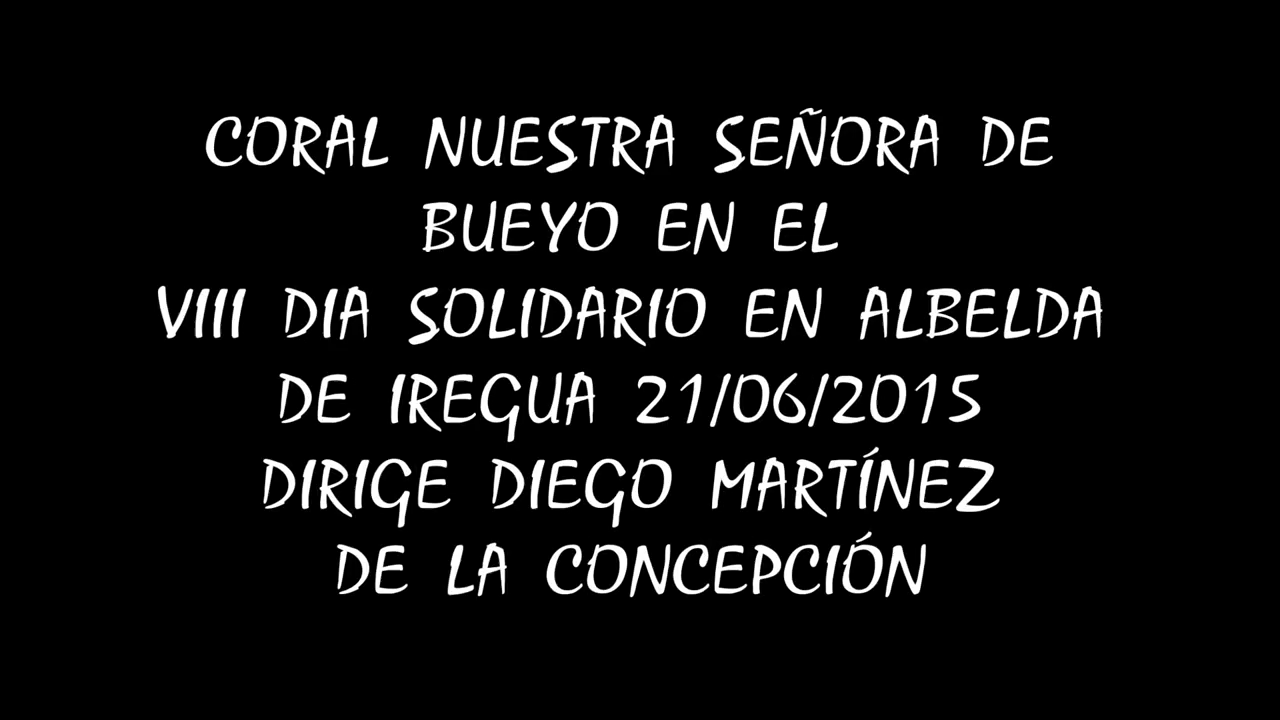 CORAL NUESTRA SEÑORA DE
BUEYO EN EL
VIII DIA SOLIDARIO EN ALBELDA
DE IREGUA 21/06/2015
DIRIGE DIEGO MARTÍNEZ
DE LA CONCEPCIÓN